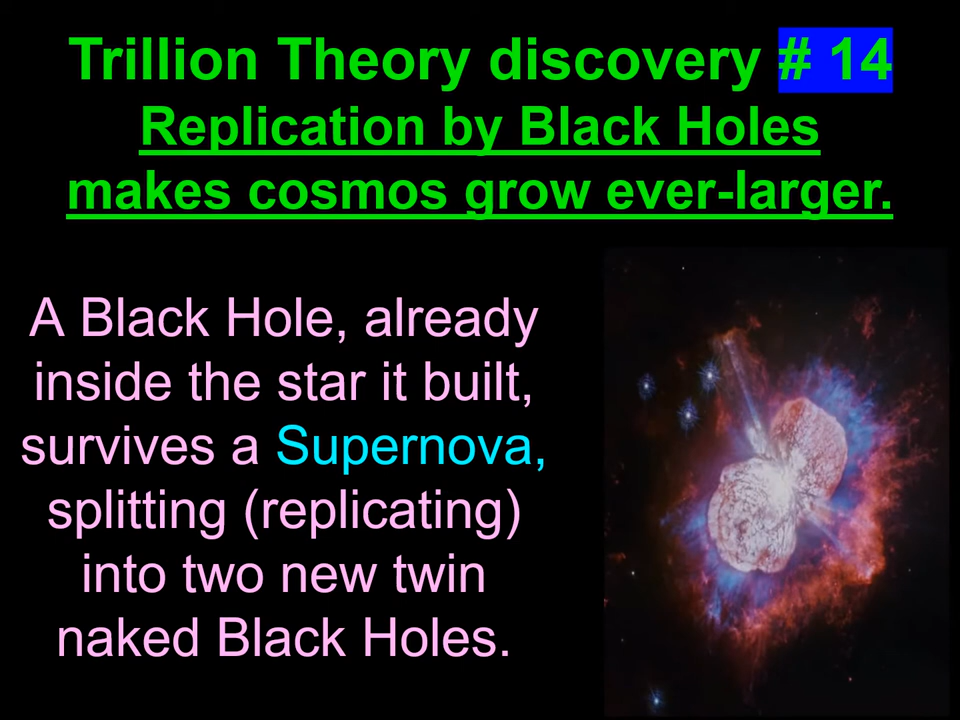 Trillion Theory discovery # 14
Replication by Black Holes
makes cosmos grow ever-larger.
A Black Hole, already
inside the star it built,
survives a Supernova,
splitting (replicating)
into two new twin
naked Black Holes.